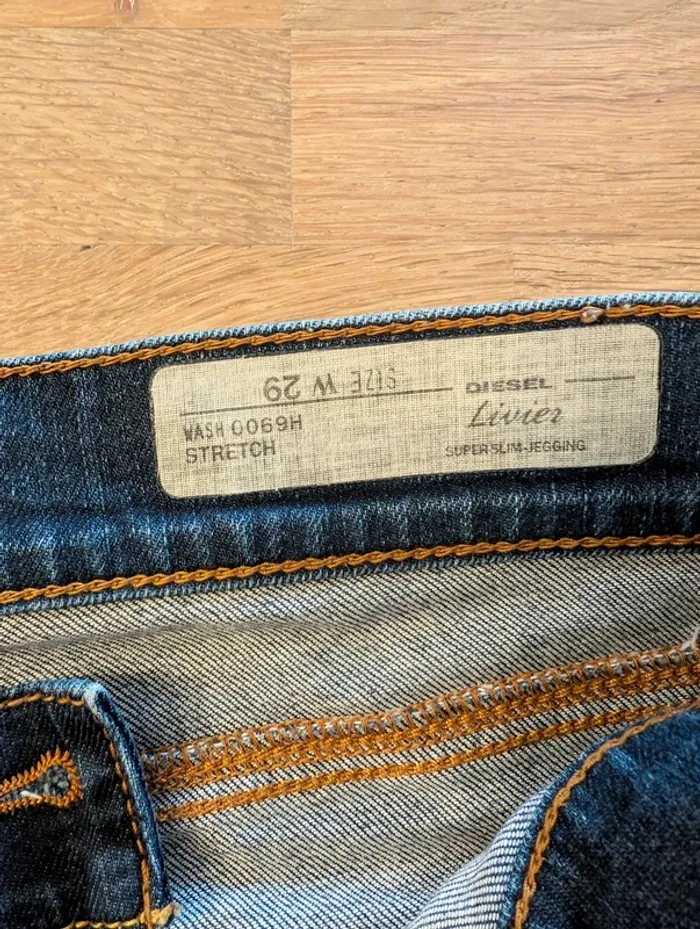 SIZE W 29
DIESEL
WASH 0069H
Livier
STRETCH
SUPER SLIM-JEGGING